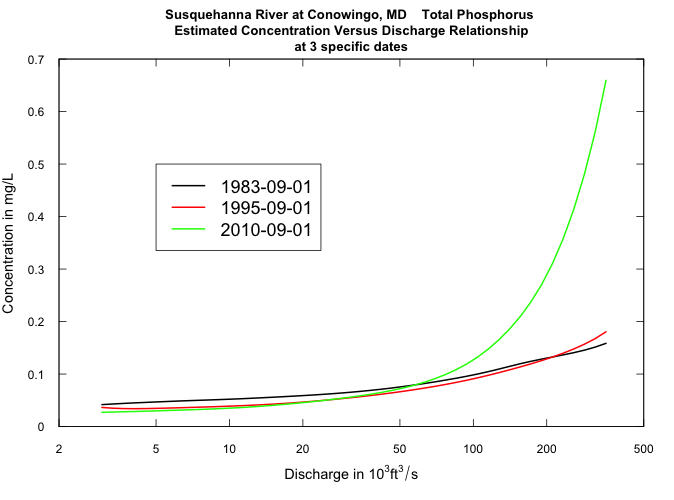 Susquehanna River at Conowingo, MD    Total Phosphorus
Estimated Concentration Versus Discharge Relationship
at 3 specific dates
0.7
0.6
0.5
0.4
0.3
0.2
0.1
0
Concentration in mg/L
1983-09-01
1995-09-01
2010-09-01
2 5 10 20 50 100 200 500
Discharge in 10³ft³/s